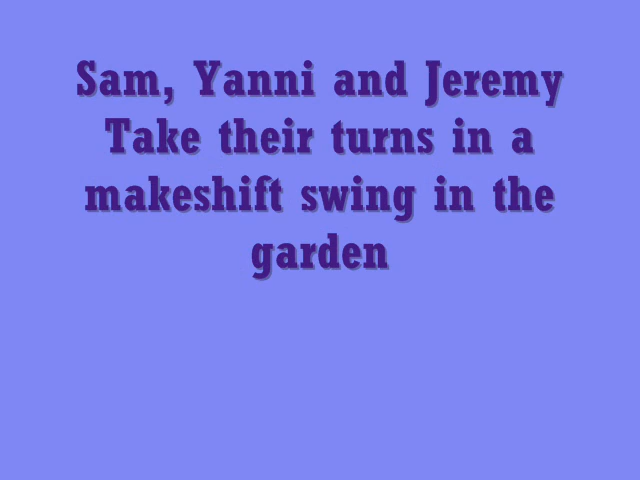 Sam, Yanni and Jeremy
Take their turns in a
makeshift swing in the
garden